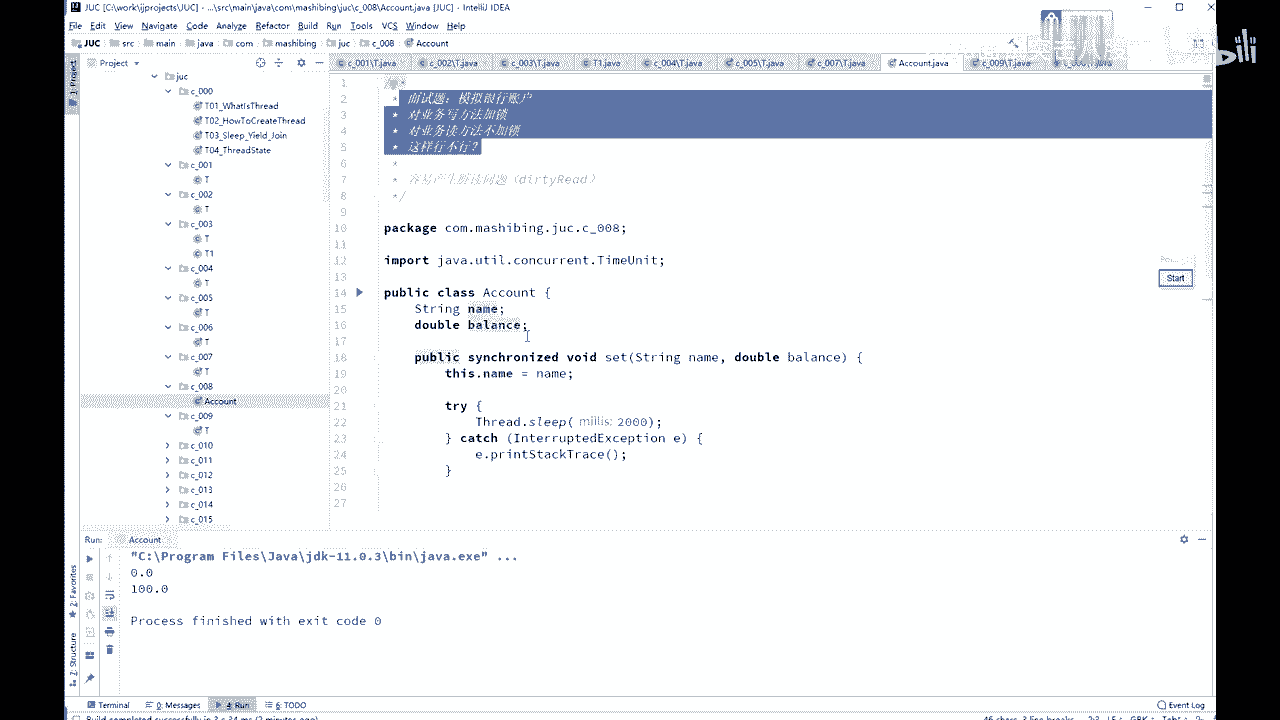 JUC [C:\work\ijprojects\JUC] - ...\src\main\java\com\mashibing\juc\c_008\Account.java [JUC] - IntelliJ IDEA
File Edit View Navigate Code Analyze Refactor Build Run Tools VCS Window Help
JUC src main java com mashibing juc c_008 Account
Project
c_001\T.java c_002\T.java c_003\T.java T1.java c_004\T.java c_005\T.java c_007\T.java Account.java c_009\T.java
1: Project
juc
c_000
T01_WhatIsThread
T02_HowToCreateThread
T03_Sleep_Yield_Join
T04_ThreadState
c_001
T
c_002
T
c_003
T
T1
c_004
T
c_005
T
c_006
T
c_007
T
c_008
Account
c_009
T
c_010
c_011
c_012
c_013
c_014
c_015
1
2 * 面试题：模拟银行账户
3 * 对业务写方法加锁
4 * 对业务读方法不加锁
5 * 这样行不行？
6 *
7 * 容易产生脏读问题（dirtyRead）
8 */
9
10 package com.mashibing.juc.c_008;
11
12 import java.util.concurrent.TimeUnit;
13
14 public class Account {
15 String name;
16 double balance;
17
18 public synchronized void set(String name, double balance) {
19 this.name = name;
20
21 try {
22 Thread.sleep( millis: 2000);
23 } catch (InterruptedException e) {
24 e.printStackTrace();
25 }
26
27
Start
Run: Account
"C:\Program Files\Java\jdk-11.0.3\bin\java.exe" ...
0.0
100.0
Process finished with exit code 0
2: Favorites
7: Structure
Terminal 0: Messages 4: Run 6: TODO
Event Log